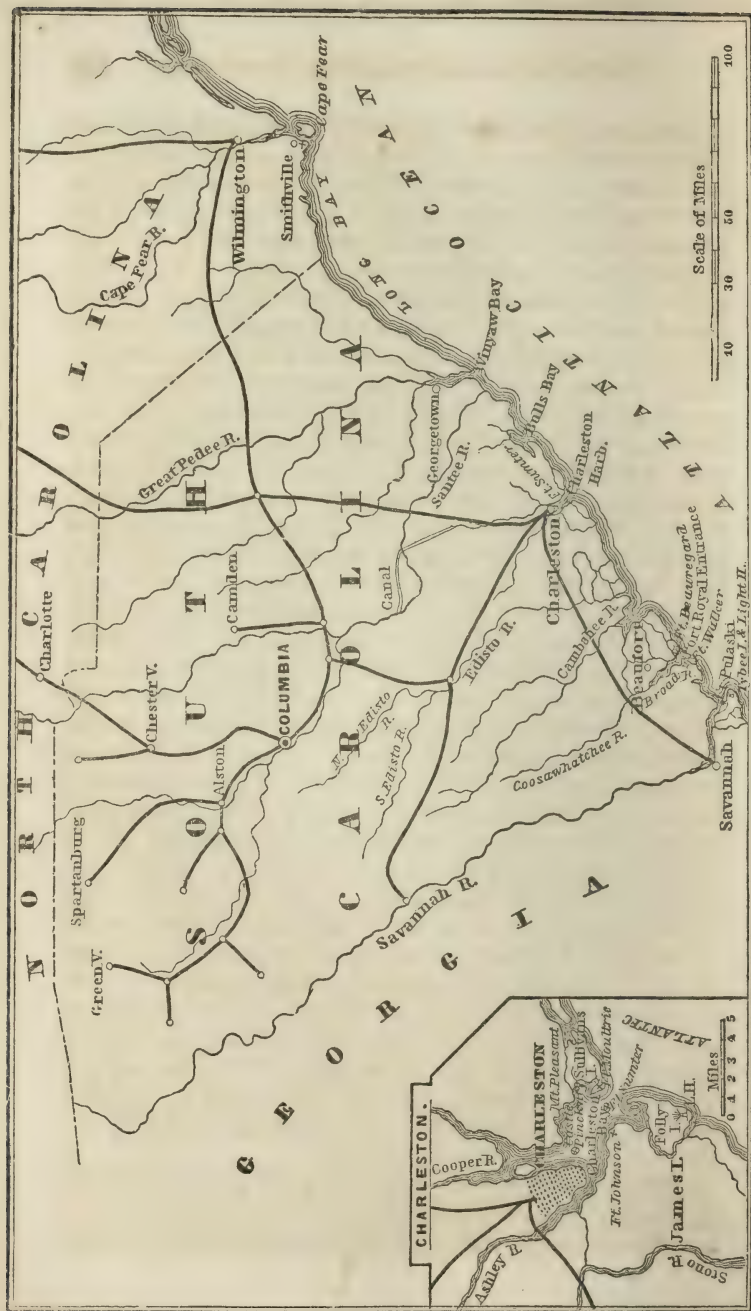 NORTH CAROLINA
SOUTH
CAROLINA
GEORGIA
ATLANTIC OCEAN
LONG BAY
Cape Fear
Smithville
Wilmington
Cape Fear R.
Great Pedee R.
Charlotte
Chester V.
Spartanburg
Green V.
Alston
COLUMBIA
Camden
Canal
Georgetown
Santee R.
Vinyaw Bay
Bulls Bay
Ft. Sumter
Charleston
Harb.
Charleston
Edisto R.
N. Edisto
R.
S. Edisto R.
Cambahee R.
Coosawhatchee R.
Beaufort
Broad R.
Ft. Beauregard
Port Royal Entrance
Ft. Walker
Pulaski
Tybee I. & Light H.
Savannah
Savannah R.
Scale of Miles
10 30 50 100
CHARLESTON.
Cooper R.
Ashley R.
CHARLESTON
Mt. Pleasant
Castle
Pinckney
Sullivans
I.
Ft. Moultrie
Charleston
Bay
Sumter
Ft. Johnson
Folly
I.
L.H.
James I.
Stono
R.
ATLANTIC
Miles
0 1 2 3 4 5